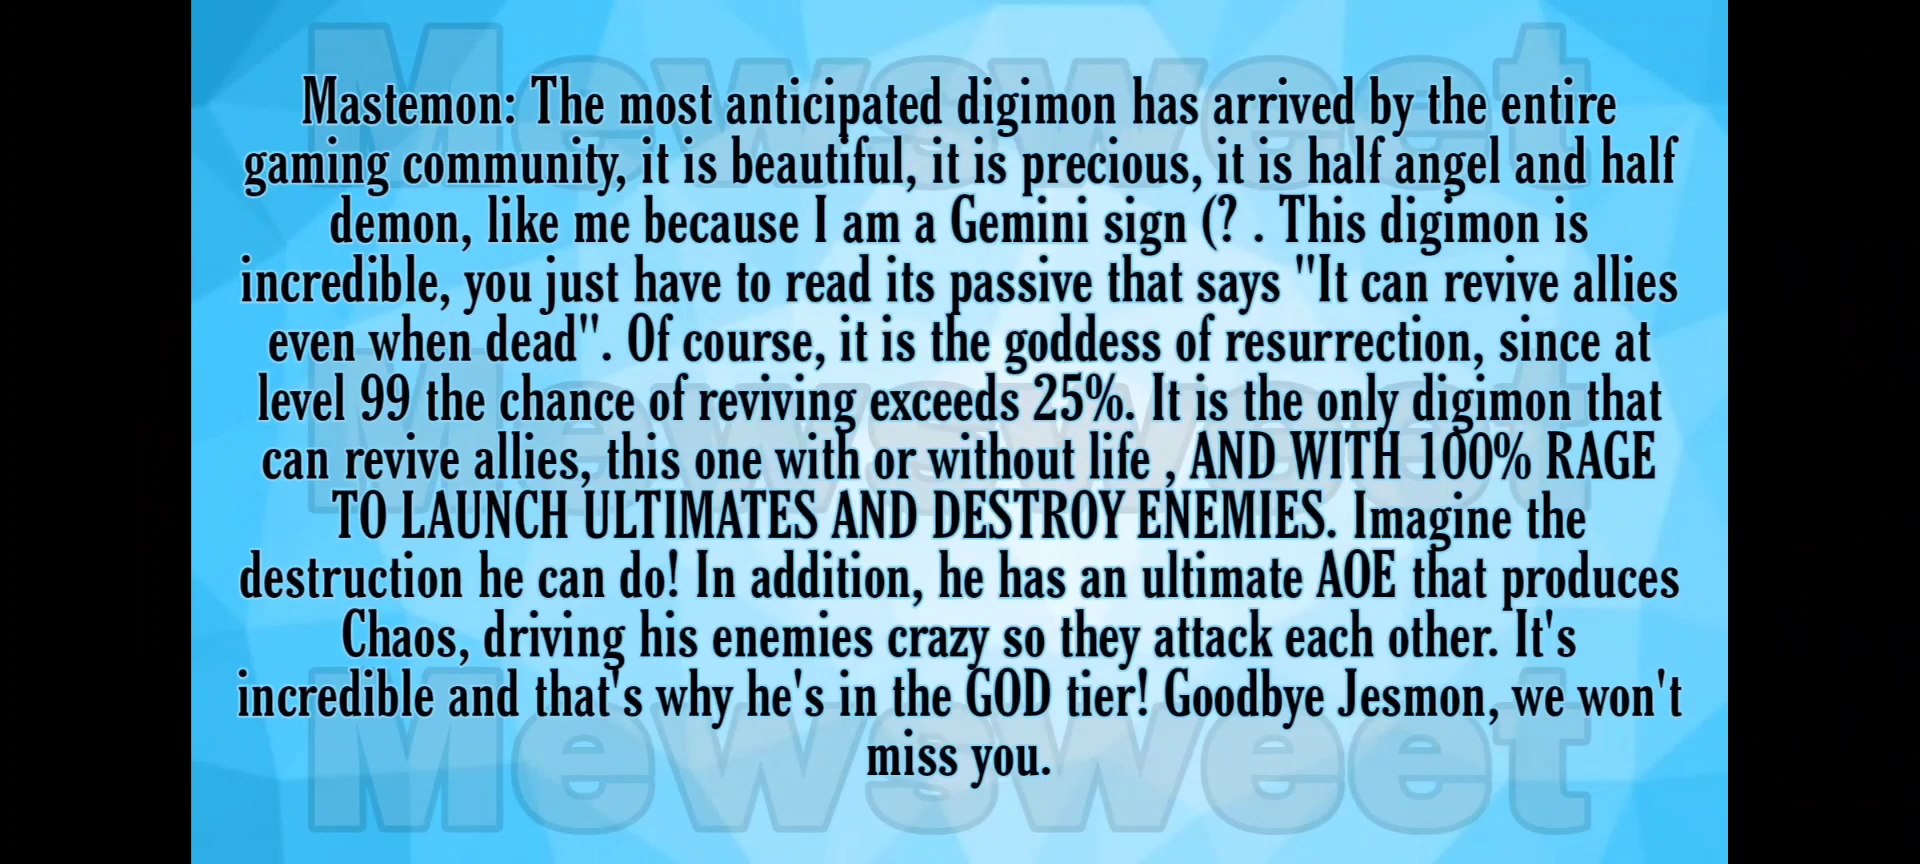 Mastemon: The most anticipated digimon has arrived by the entire
gaming community, it is beautiful, it is precious, it is half angel and half
demon, like me because I am a Gemini sign (? . This digimon is
incredible, you just have to read its passive that says "It can revive allies
even when dead". Of course, it is the goddess of resurrection, since at
level 99 the chance of reviving exceeds 25%. It is the only digimon that
can revive allies, this one with or without life , AND WITH 100% RAGE
TO LAUNCH ULTIMATES AND DESTROY ENEMIES. Imagine the
destruction he can do! In addition, he has an ultimate AOE that produces
Chaos, driving his enemies crazy so they attack each other. It's
incredible and that's why he's in the GOD tier! Goodbye Jesmon, we won't
miss you.
Mewsweet
Mewsweet
Mewsweet